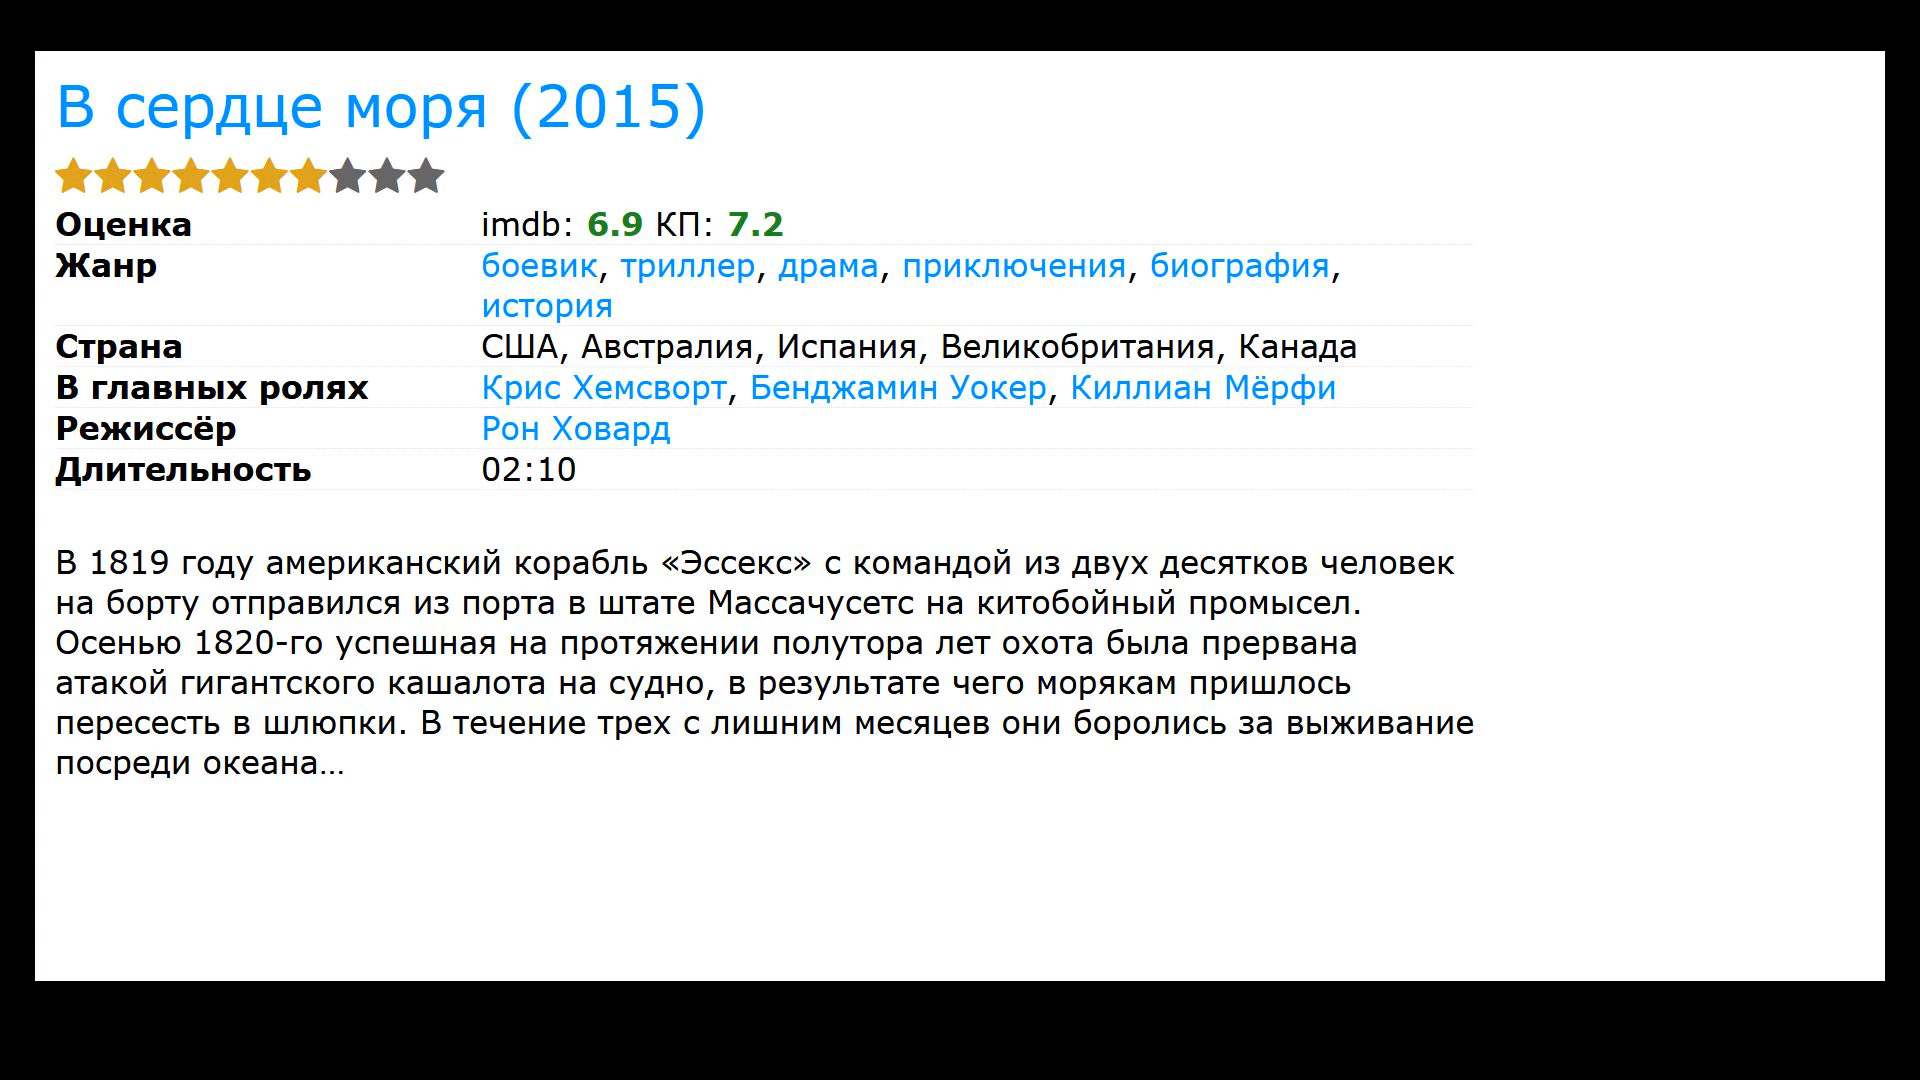 В сердце моря (2015)
Оценка imdb: 6.9 КП: 7.2
Жанр боевик, триллер, драма, приключения, биография,
история
Страна США, Австралия, Испания, Великобритания, Канада
В главных ролях Крис Хемсворт, Бенджамин Уокер, Киллиан Мёрфи
Режиссёр Рон Ховард
Длительность 02:10
В 1819 году американский корабль «Эссекс» с командой из двух десятков человек
на борту отправился из порта в штате Массачусетс на китобойный промысел.
Осенью 1820-го успешная на протяжении полутора лет охота была прервана
атакой гигантского кашалота на судно, в результате чего морякам пришлось
пересесть в шлюпки. В течение трех с лишним месяцев они боролись за выживание
посреди океана…